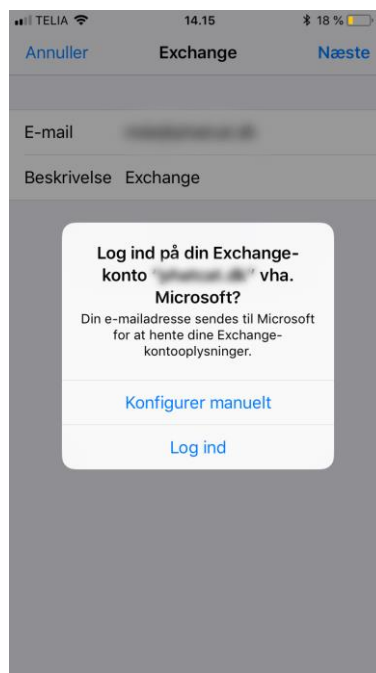 TELIA 14.15 18 %
Annuller Exchange Næste
E-mail
Beskrivelse Exchange
Log ind på din Exchange-
konto " " vha.
Microsoft?
Din e-mailadresse sendes til Microsoft
for at hente dine Exchange-
kontooplysninger.
Konfigurer manuelt
Log ind